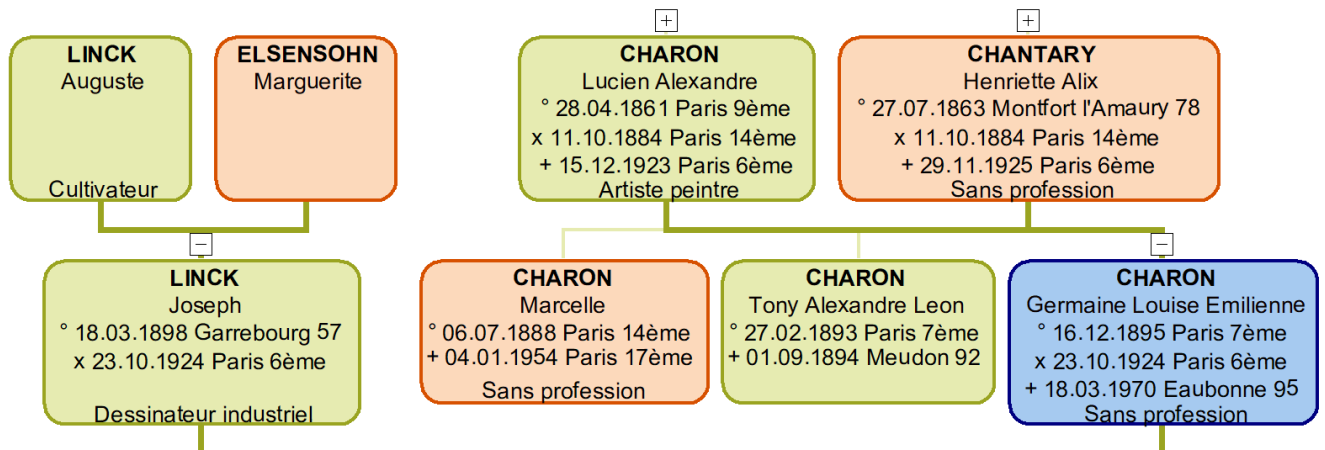 LINCK
Auguste
Cultivateur
ELSENSOHN
Marguerite
CHARON
Lucien Alexandre
° 28.04.1861 Paris 9ème
x 11.10.1884 Paris 14ème
+ 15.12.1923 Paris 6ème
Artiste peintre
CHANTARY
Henriette Alix
° 27.07.1863 Montfort l'Amaury 78
x 11.10.1884 Paris 14ème
+ 29.11.1925 Paris 6ème
Sans profession
LINCK
Joseph
° 18.03.1898 Garrebourg 57
x 23.10.1924 Paris 6ème
Dessinateur industriel
CHARON
Marcelle
° 06.07.1888 Paris 14ème
+ 04.01.1954 Paris 17ème
Sans profession
CHARON
Tony Alexandre Leon
° 27.02.1893 Paris 7ème
+ 01.09.1894 Meudon 92
CHARON
Germaine Louise Emilienne
° 16.12.1895 Paris 7ème
x 23.10.1924 Paris 6ème
+ 18.03.1970 Eaubonne 95
Sans profession